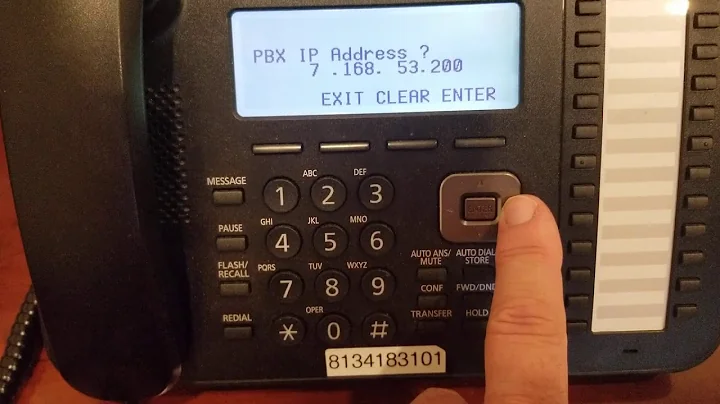 PBX IP Address ?
7 .168. 53.200
EXIT CLEAR ENTER
MESSAGE
PAUSE
FLASH/
RECALL
REDIAL
1
ABC
2
DEF
3
GHI
4
JKL
5
MNO
6
PQRS
7
TUV
8
WXYZ
9
*
OPER
0
#
AUTO ANS/
MUTE
AUTO DIAL
STORE
CONF
FWD/DND
TRANSFER
HOLD
8134183101